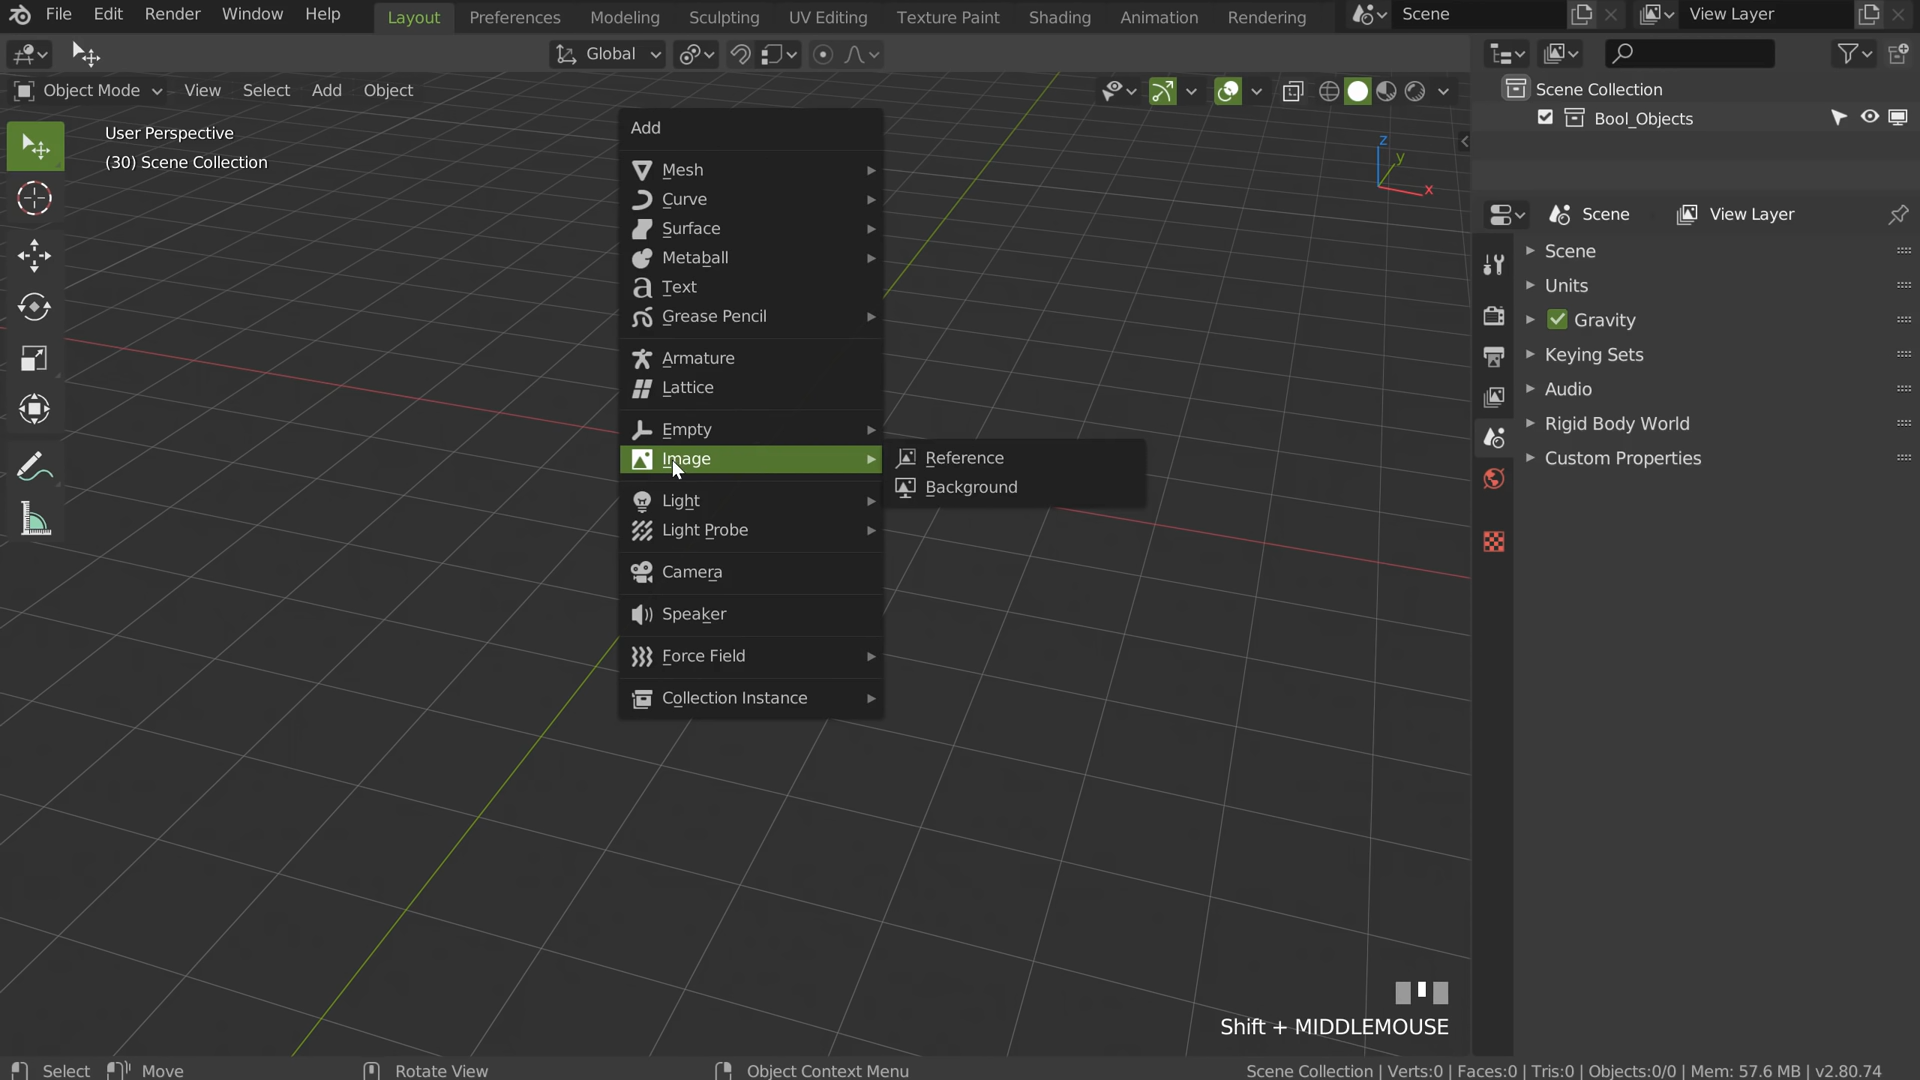 File Edit Render Window Help Layout Preferences Modeling Sculpting UV Editing Texture Paint Shading Animation Rendering Scene View Layer
Global
Object Mode View Select Add Object
User Perspective
(30) Scene Collection
Add
Mesh
Curve
Surface
Metaball
Text
Grease Pencil
Armature
Lattice
Empty
Image
Light
Light Probe
Camera
Speaker
Force Field
Collection Instance
Reference
Background
z
y
x
Scene Collection
Bool_Objects
Scene View Layer
Scene
Units
Gravity
Keying Sets
Audio
Rigid Body World
Custom Properties
Shift + MIDDLEMOUSE
Select Move Rotate View Object Context Menu Scene Collection | Verts:0 | Faces:0 | Tris:0 | Objects:0/0 | Mem: 57.6 MB | v2.80.74